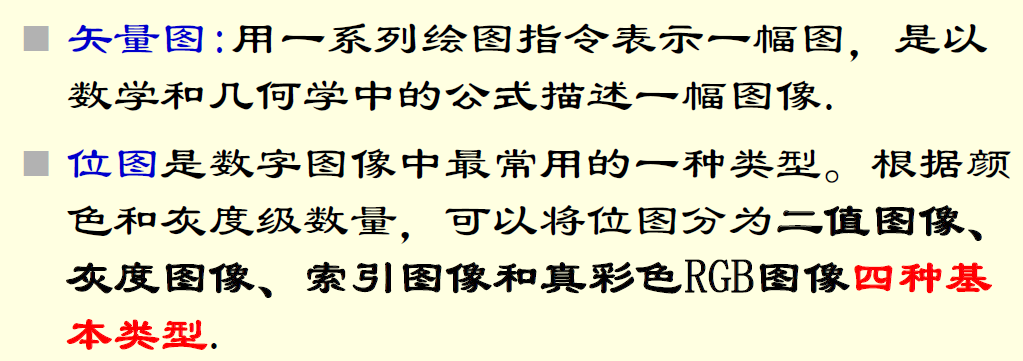 矢量图:用一系列绘图指令表示一幅图，是以
数学和几何学中的公式描述一幅图像.
位图是数字图像中最常用的一种类型。根据颜
色和灰度级数量，可以将位图分为二值图像、
灰度图像、索引图像和真彩色RGB图像四种基
本类型.